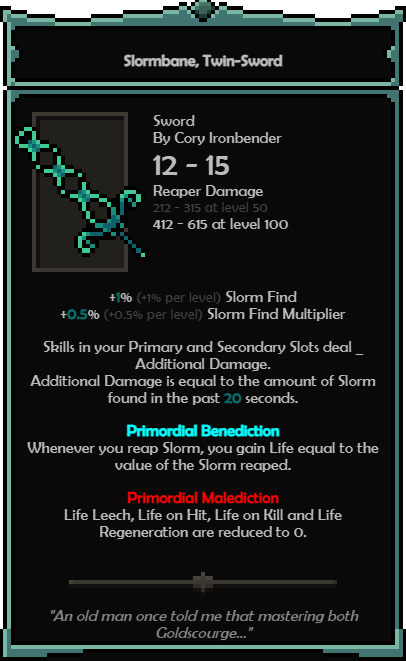 Slormbane, Twin-Sword
Sword
By Cory Ironbender
12 - 15
Reaper Damage
212 - 315 at level 50
412 - 615 at level 100
+1% (+1% per level) Slorm Find
+0.5% (+0.5% per level) Slorm Find Multiplier
Skills in your Primary and Secondary Slots deal _
Additional Damage.
Additional Damage is equal to the amount of Slorm
found in the past 20 seconds.
Primordial Benediction
Whenever you reap Slorm, you gain Life equal to the
value of the Slorm reaped.
Primordial Malediction
Life Leech, Life on Hit, Life on Kill and Life
Regeneration are reduced to 0.
"An old man once told me that mastering both
Goldscourge..."